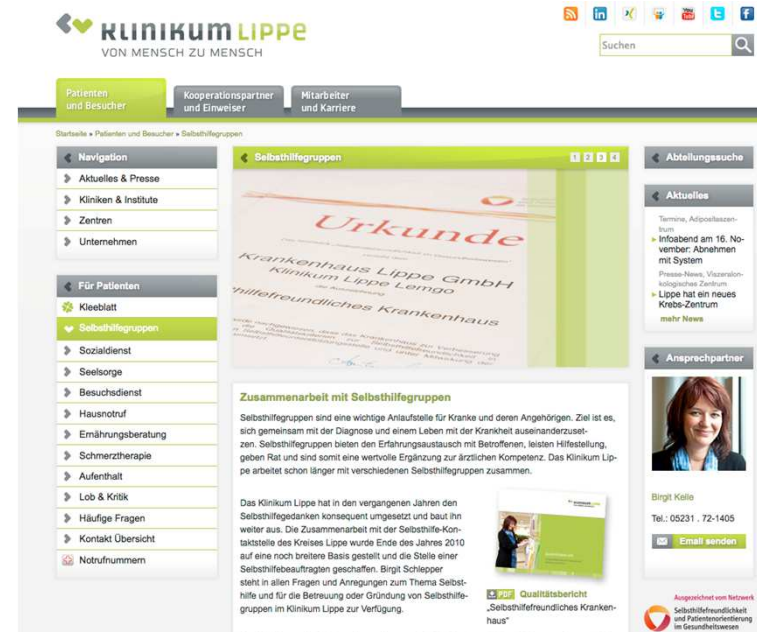 KLINIKUM LIPPE
VON MENSCH ZU MENSCH
Suchen
Patienten
und Besucher
Kooperationspartner
und Einweiser
Mitarbeiter
und Karriere
Startseite » Patienten und Besucher » Selbsthilfegruppen
Navigation
Aktuelles & Presse
Kliniken & Institute
Zentren
Unternehmen
Für Patienten
Kleeblatt
Selbsthilfegruppen
Sozialdienst
Seelsorge
Besuchsdienst
Hausnotruf
Ernährungsberatung
Schmerztherapie
Aufenthalt
Lob & Kritik
Häufige Fragen
Kontakt Übersicht
Notrufnummern
Selbsthilfegruppen
1 2 3 4
Urkunde
Krankenhaus Lippe GmbH
Klinikum Lippe Lemgo
hilfefreundliches Krankenhaus
Zusammenarbeit mit Selbsthilfegruppen
Selbsthilfegruppen sind eine wichtige Anlaufstelle für Kranke und deren Angehörigen. Ziel ist es,
sich gemeinsam mit der Diagnose und einem Leben mit der Krankheit auseinanderzuset-
zen. Selbsthilfegruppen bieten den Erfahrungsaustausch mit Betroffenen, leisten Hilfestellung,
geben Rat und sind somit eine wertvolle Ergänzung zur ärztlichen Kompetenz. Das Klinikum Lip-
pe arbeitet schon länger mit verschiedenen Selbsthilfegruppen zusammen.
Das Klinikum Lippe hat in den vergangenen Jahren den
Selbsthilfegedanken konsequent umgesetzt und baut ihn
weiter aus. Die Zusammenarbeit mit der Selbsthilfe-Kon-
taktstelle des Kreises Lippe wurde Ende des Jahres 2010
auf eine noch breitere Basis gestellt und die Stelle einer
Selbsthilfebeauftragten geschaffen. Birgit Schlepper
steht in allen Fragen und Anregungen zum Thema Selbst-
hilfe und für die Betreuung oder Gründung von Selbsthilfe-
gruppen im Klinikum Lippe zur Verfügung.
PDF Qualitätsbericht
„Selbsthilfefreundliches Kranken-
haus"
Abteilungssuche
Aktuelles
Termine, Adipositaszen-
trum
Infoabend am 16. No-
vember: Abnehmen
mit System
Presse-News, Viszeralon-
kologisches Zentrum
Lippe hat ein neues
Krebs-Zentrum
mehr News
Ansprechpartner
Birgit Kelle
Tel.: 05231 . 72-1405
Email senden
Ausgezeichnet vom Netzwerk
Selbsthilfefreundlichkeit
und Patientenorientierung
im Gesundheitswesen